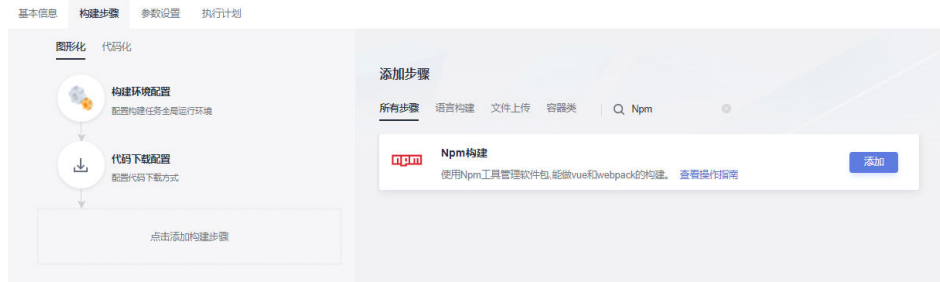 基本信息 构建步骤 参数设置 执行计划
图形化 代码化
构建环境配置
配置构建任务全局运行环境
代码下载配置
配置代码下载方式
点击添加构建步骤
添加步骤
所有步骤 语言构建 文件上传 容器类 Npm
npm
Npm构建
使用Npm工具管理软件包,能做vue和webpack的构建。 查看操作指南
添加